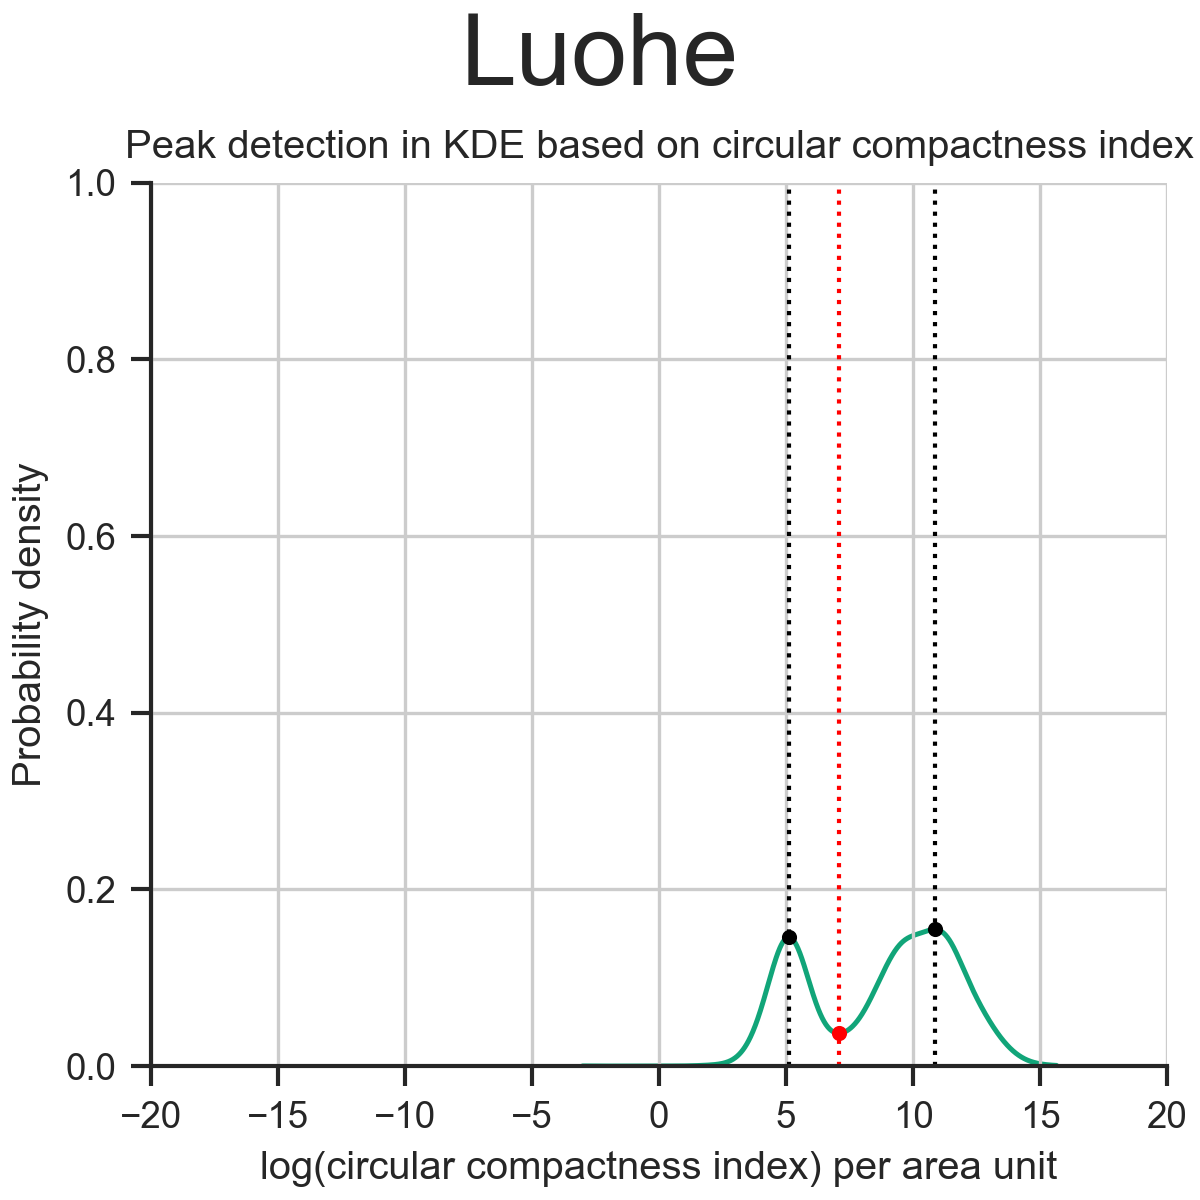 Luohe
Peak detection in KDE based on circular compactness index
1.0
0.8
0.6
0.4
0.2
0.0
Probability density
−20 −15 −10 −5 0 5 10 15 20
log(circular compactness index) per area unit